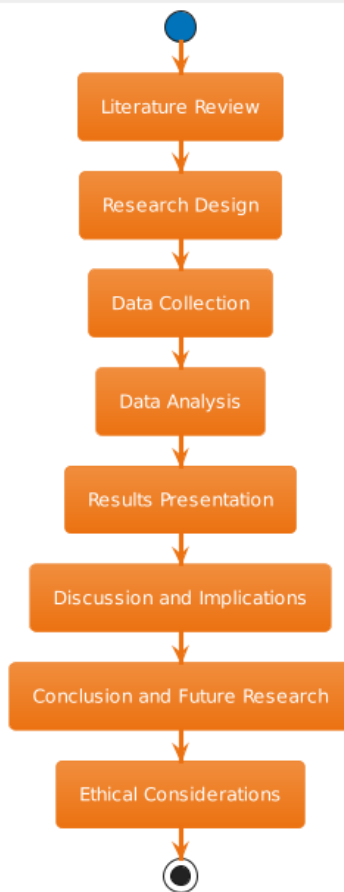 Literature Review
Research Design
Data Collection
Data Analysis
Results Presentation
Discussion and Implications
Conclusion and Future Research
Ethical Considerations